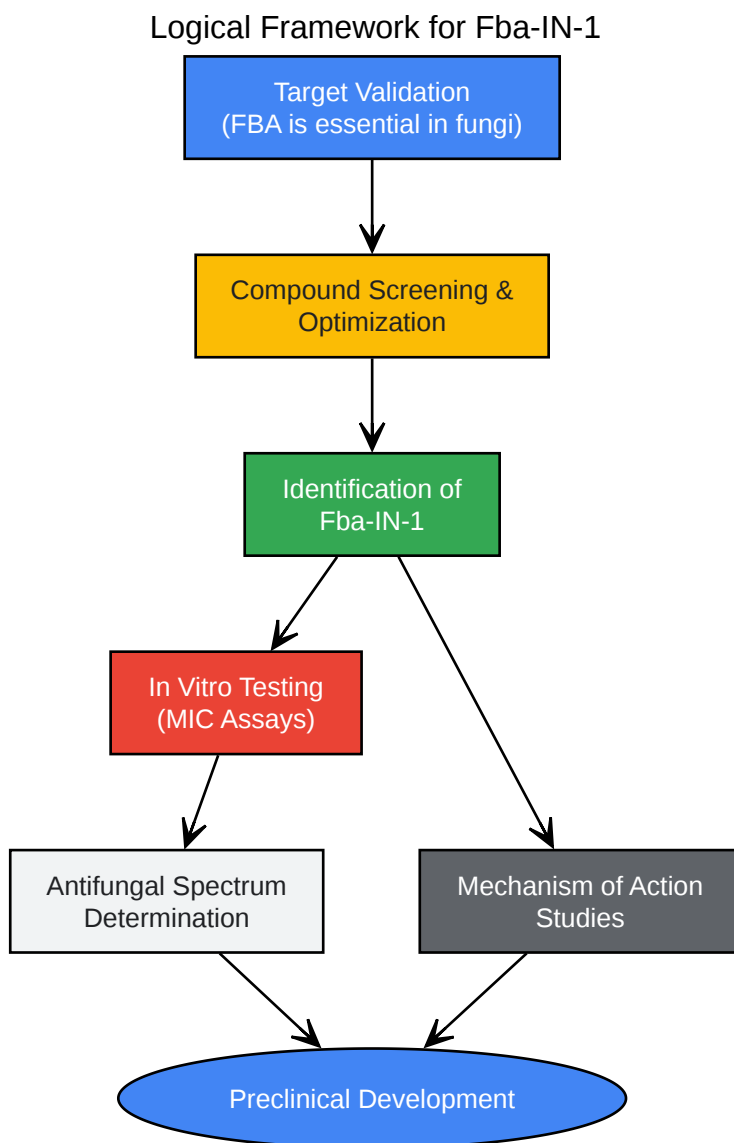 Logical Framework for Fba-IN-1
Target Validation
(FBA is essential in fungi)
Compound Screening &
Optimization
Identification of
Fba-IN-1
In Vitro Testing
(MIC Assays)
Antifungal Spectrum
Determination
Mechanism of Action
Studies
Preclinical Development